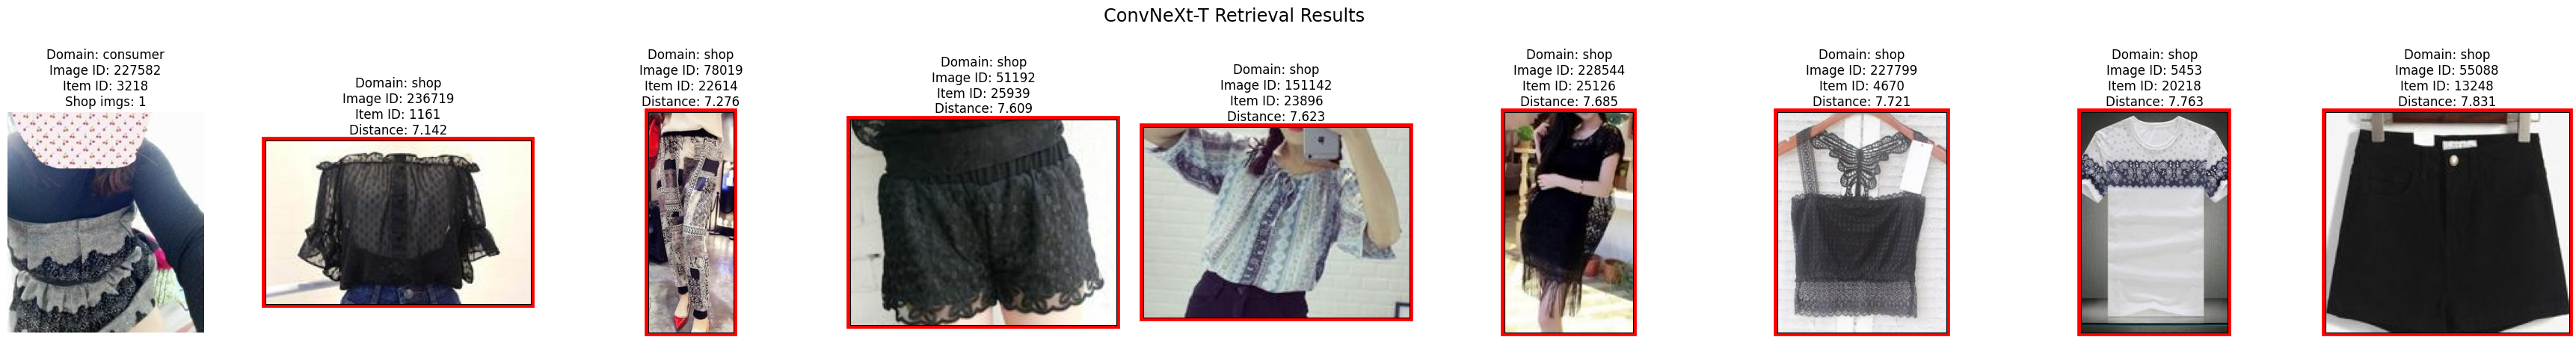 ConvNeXt-T Retrieval Results
Domain: consumer
Image ID: 227582
Item ID: 3218
Shop imgs: 1
Domain: shop
Image ID: 236719
Item ID: 1161
Distance: 7.142
Domain: shop
Image ID: 78019
Item ID: 22614
Distance: 7.276
Domain: shop
Image ID: 51192
Item ID: 25939
Distance: 7.609
Domain: shop
Image ID: 151142
Item ID: 23896
Distance: 7.623
Domain: shop
Image ID: 228544
Item ID: 25126
Distance: 7.685
Domain: shop
Image ID: 227799
Item ID: 4670
Distance: 7.721
Domain: shop
Image ID: 5453
Item ID: 20218
Distance: 7.763
Domain: shop
Image ID: 55088
Item ID: 13248
Distance: 7.831